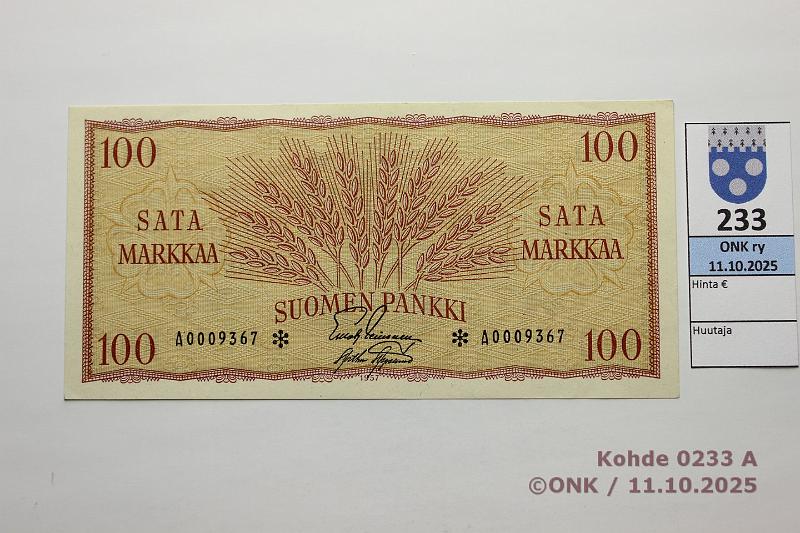 100 100
SATA MARKKAA
SATA MARKKAA
SUOMEN PANKKI
100 A0009367 * * A0009367 100
1957
233
ONK ry
11.10.2025
Hinta €
Huutaja
Kohde 0233 A
©ONK / 11.10.2025